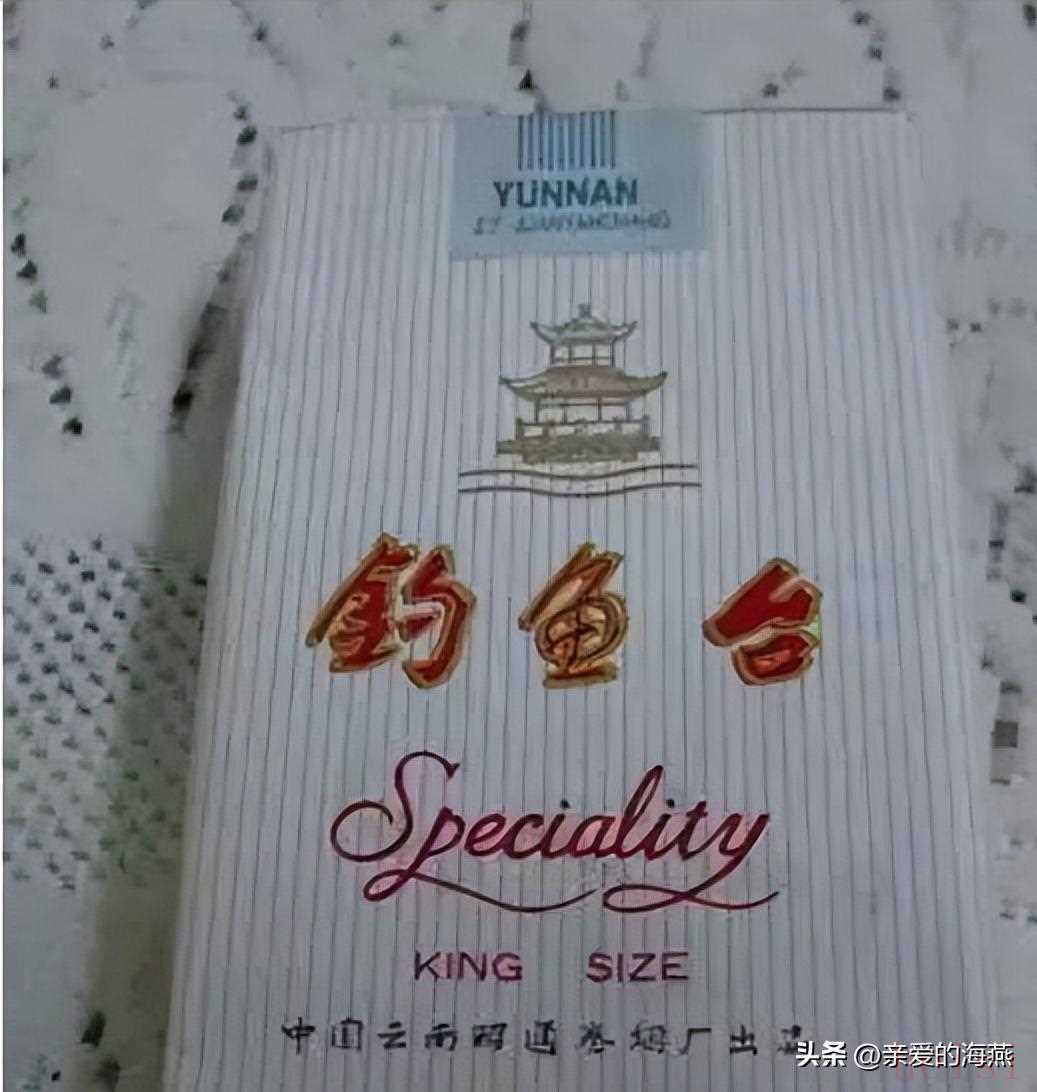 YUNNAN
钓鱼台
Speciality
KING SIZE
中国云南昭通卷烟厂出品
头条 @亲爱的海燕